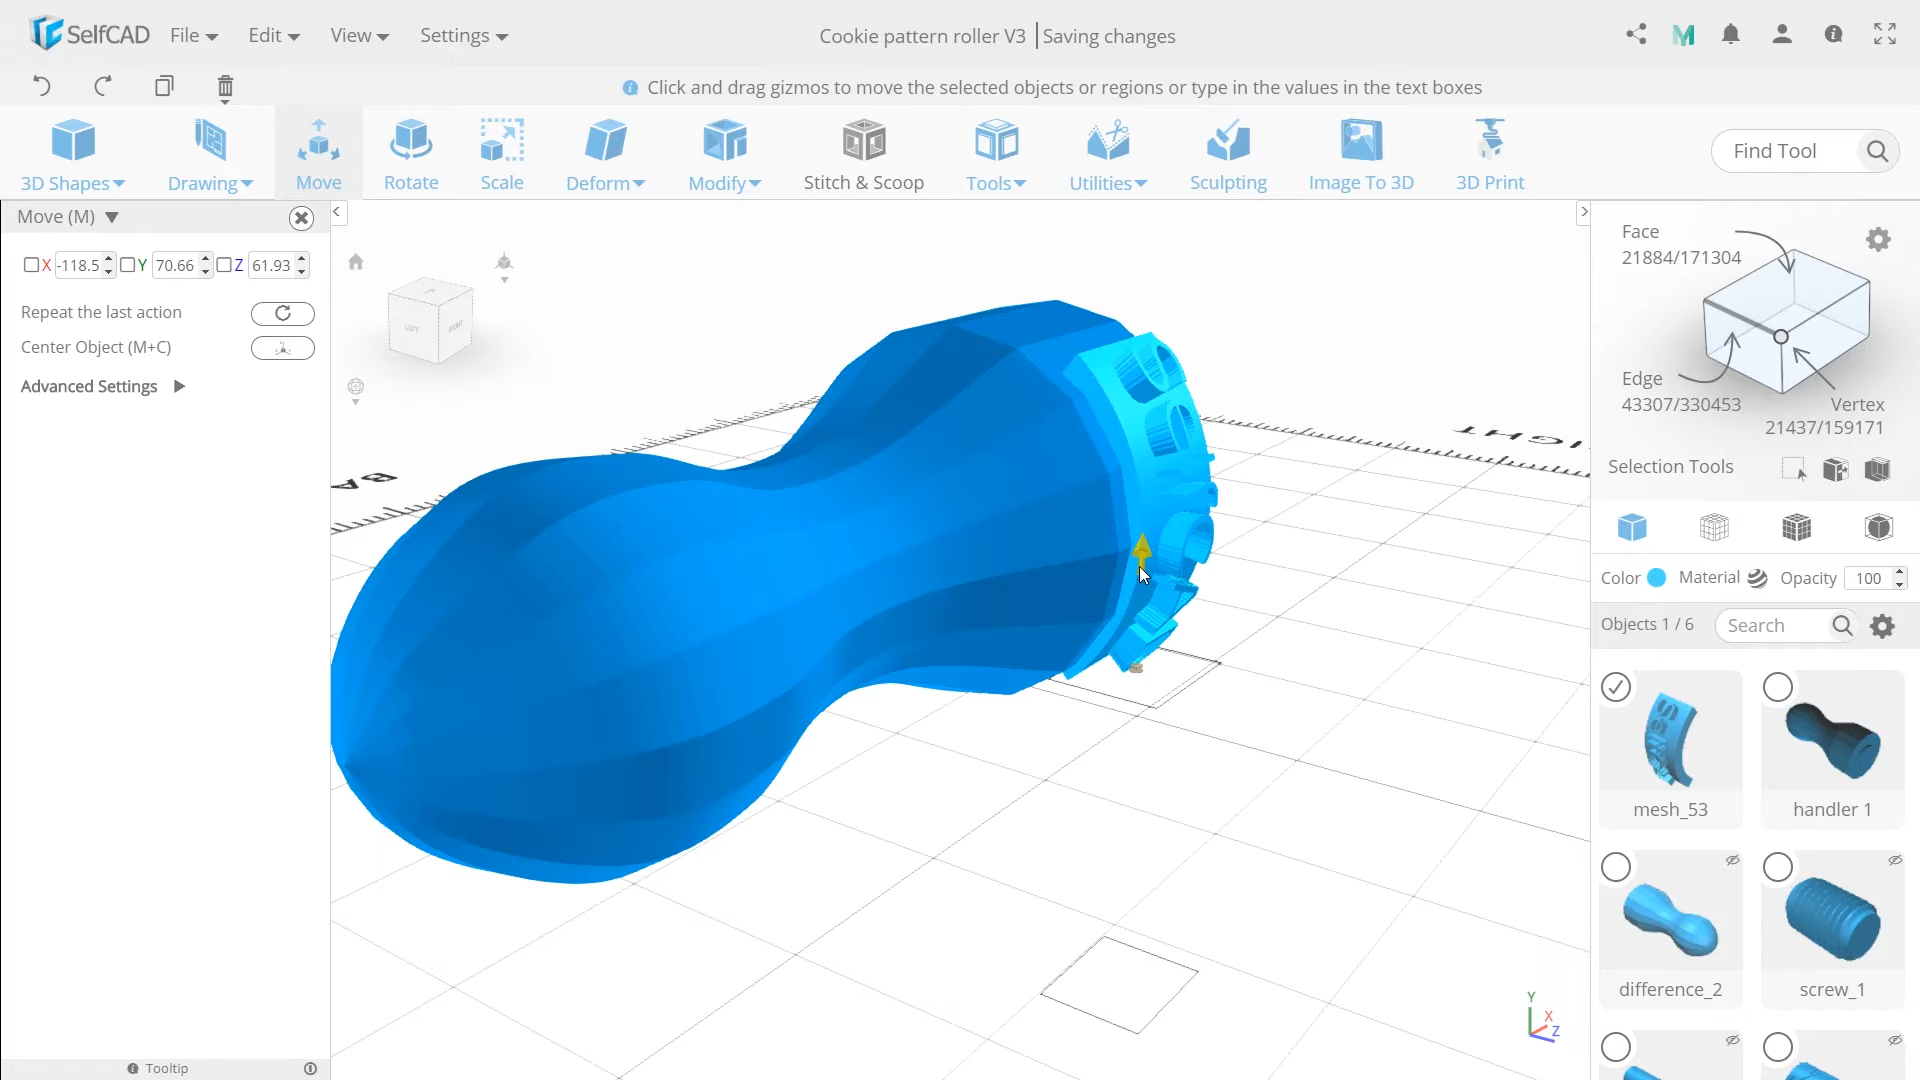 SelfCAD File Edit View Settings Cookie pattern roller V3 Saving changes
Click and drag gizmos to move the selected objects or regions or type in the values in the text boxes
3D Shapes Drawing Move Rotate Scale Deform Modify Stitch & Scoop Tools Utilities Sculpting Image To 3D 3D Print Find Tool
Move (M)
X -118.5 Y 70.66 Z 61.93
Repeat the last action
Center Object (M+C)
Advanced Settings
LEFT FRONT
Face
21884/171304
Edge
43307/330453
Vertex
21437/159171
Selection Tools
Color Material Opacity 100
Objects 1 / 6 Search
mesh_53 handler 1
difference_2 screw_1
Y
X
Z
Tooltip